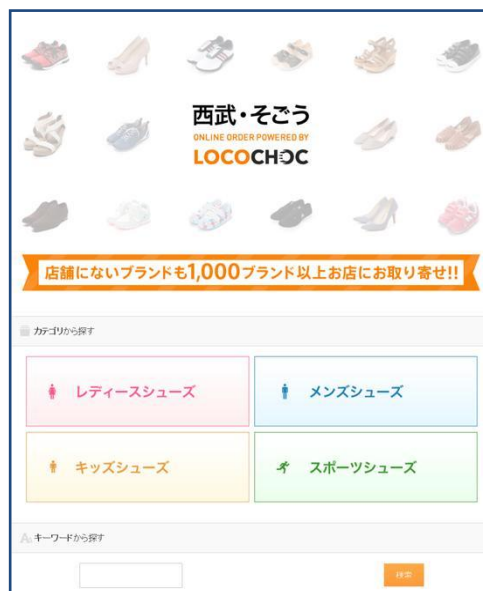 西武・そごう
ONLINE ORDER POWERED BY
LOCOCHOC
店舗にないブランドも1,000ブランド以上お店にお取り寄せ!!
カテゴリから探す
レディースシューズ
メンズシューズ
キッズシューズ
スポーツシューズ
キーワードから探す
検索